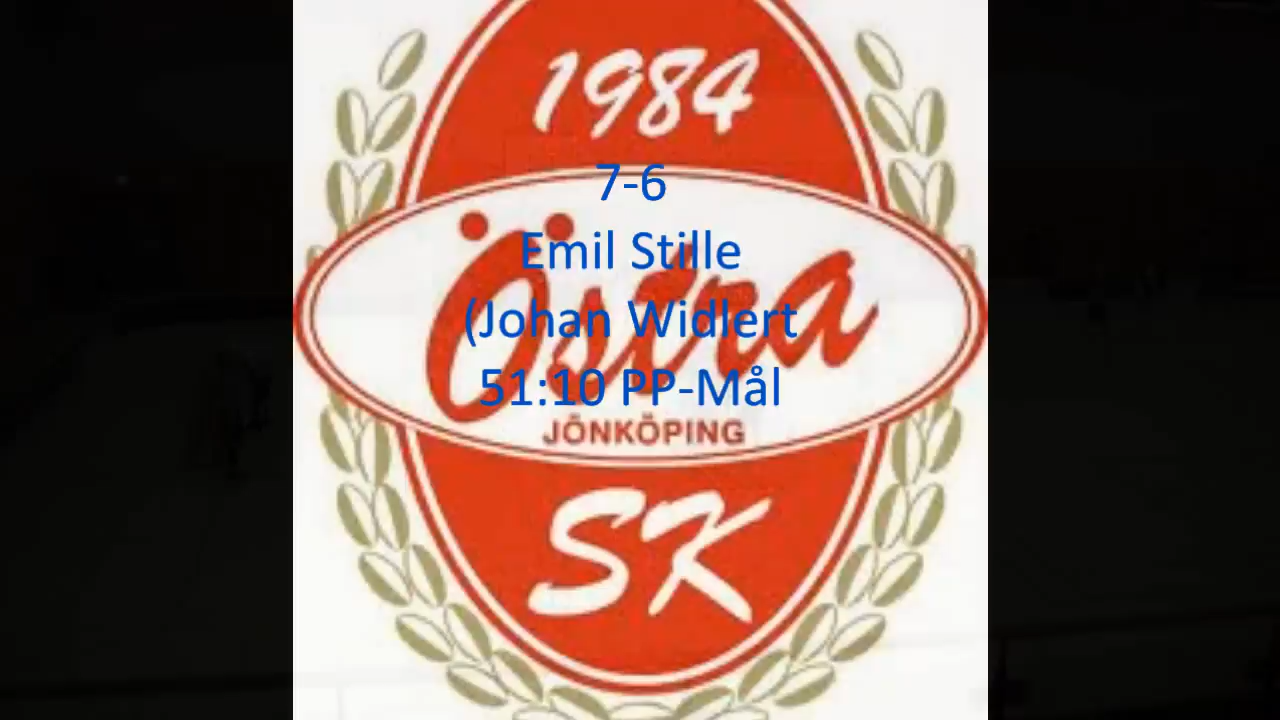 1984
7-6
Emil Stille
(Johan Widlert
51:10 PP-Mål
Östra
JÖNKÖPING
SK